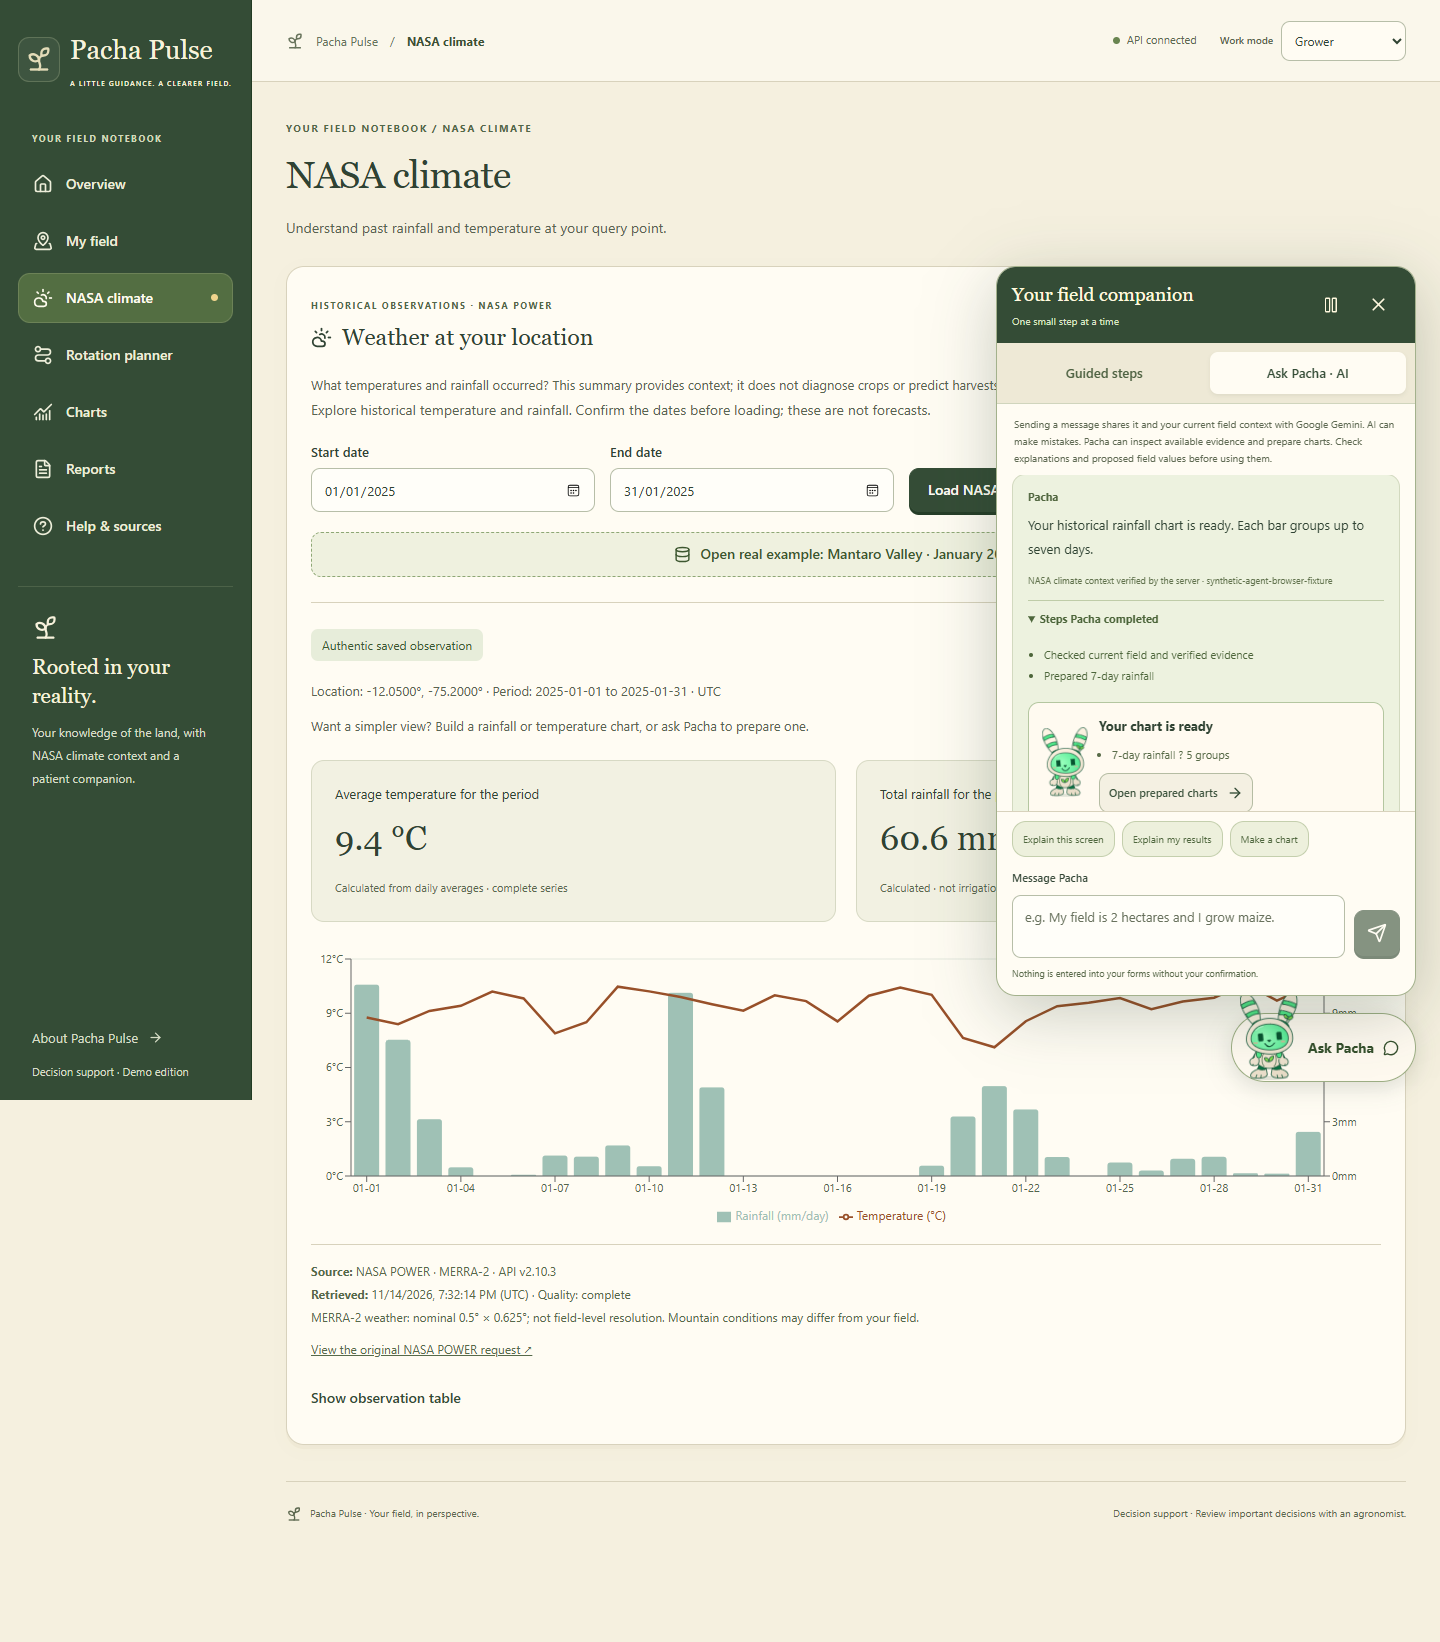 Pacha Pulse
A LITTLE GUIDANCE. A CLEARER FIELD.
YOUR FIELD NOTEBOOK
Overview
My field
NASA climate
Rotation planner
Charts
Reports
Help & sources
Rooted in your
reality.
Your knowledge of the land, with
NASA climate context and a
patient companion.
About Pacha Pulse
Decision support · Demo edition
Pacha Pulse / NASA climate
API connected
Work mode
Grower
YOUR FIELD NOTEBOOK / NASA CLIMATE
NASA climate
Understand past rainfall and temperature at your query point.
HISTORICAL OBSERVATIONS · NASA POWER
Weather at your location
What temperatures and rainfall occurred? This summary provides context; it does not diagnose crops or predict harvests
Explore historical temperature and rainfall. Confirm the dates before loading; these are not forecasts.
Start date
End date
01/01/2025
31/01/2025
Load NASA
Open real example: Mantaro Valley · January 20
Authentic saved observation
Location: -12.0500°, -75.2000° · Period: 2025-01-01 to 2025-01-31 · UTC
Want a simpler view? Build a rainfall or temperature chart, or ask Pacha to prepare one.
Average temperature for the period
9.4 °C
Calculated from daily averages · complete series
Total rainfall for the
60.6 mm
Calculated · not irrigatio
12°C
9°C
6°C
3°C
0°C
9mm
3mm
0mm
01-01 01-04 01-07 01-10 01-13 01-16 01-19 01-22 01-25 01-28 01-31
Rainfall (mm/day) Temperature (°C)
Source: NASA POWER · MERRA-2 · API v2.10.3
Retrieved: 11/14/2026, 7:32:14 PM (UTC) · Quality: complete
MERRA-2 weather: nominal 0.5° × 0.625°; not field-level resolution. Mountain conditions may differ from your field.
View the original NASA POWER request ↗
Show observation table
Your field companion
One small step at a time
Guided steps
Ask Pacha · AI
Sending a message shares it and your current field context with Google Gemini. AI can
make mistakes. Pacha can inspect available evidence and prepare charts. Check
explanations and proposed field values before using them.
Pacha
Your historical rainfall chart is ready. Each bar groups up to
seven days.
NASA climate context verified by the server · synthetic-agent-browser-fixture
▼ Steps Pacha completed
• Checked current field and verified evidence
• Prepared 7-day rainfall
Your chart is ready
• 7-day rainfall ? 5 groups
Open prepared charts
Explain this screen
Explain my results
Make a chart
Message Pacha
e.g. My field is 2 hectares and I grow maize.
Nothing is entered into your forms without your confirmation.
Ask Pacha
Pacha Pulse · Your field, in perspective.
Decision support · Review important decisions with an agronomist.